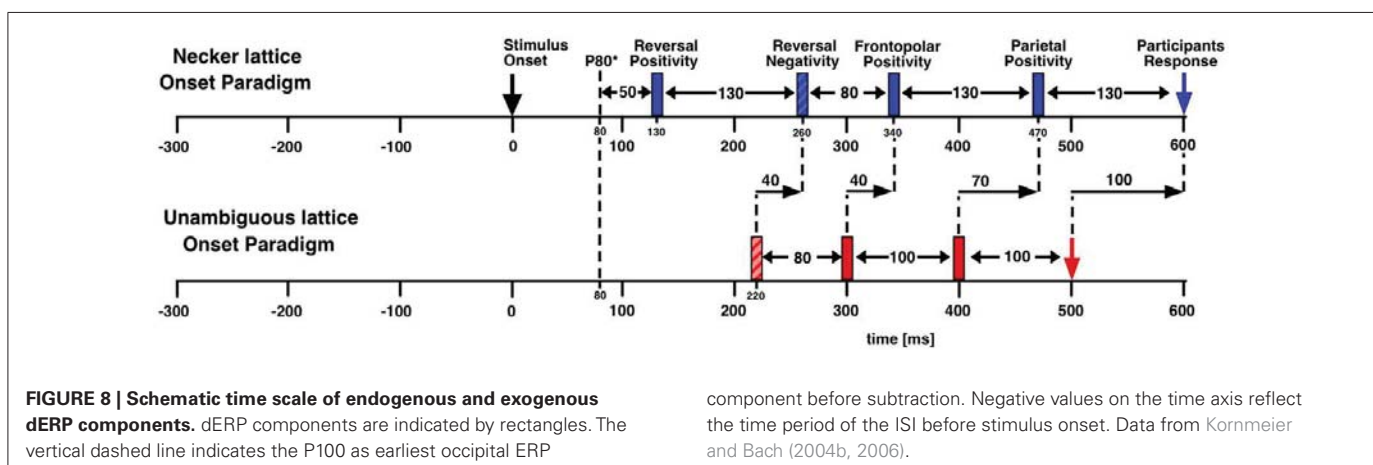 Necker lattice
Onset Paradigm
Stimulus
Onset
P80*
Reversal
Positivity
Reversal
Negativity
Frontopolar
Positivity
Parietal
Positivity
Participants
Response
50
130
80
130
130
80
130
260
340
470
-300
-200
-100
0
100
200
300
400
500
600
40
40
70
100
Unambiguous lattice
Onset Paradigm
80
100
100
80
220
-300
-200
-100
0
100
200
300
400
500
600
time [ms]
FIGURE 8 | Schematic time scale of endogenous and exogenous
dERP components. dERP components are indicated by rectangles. The
vertical dashed line indicates the P100 as earliest occipital ERP
component before subtraction. Negative values on the time axis reflect
the time period of the ISI before stimulus onset. Data from Kornmeier
and Bach (2004b, 2006).